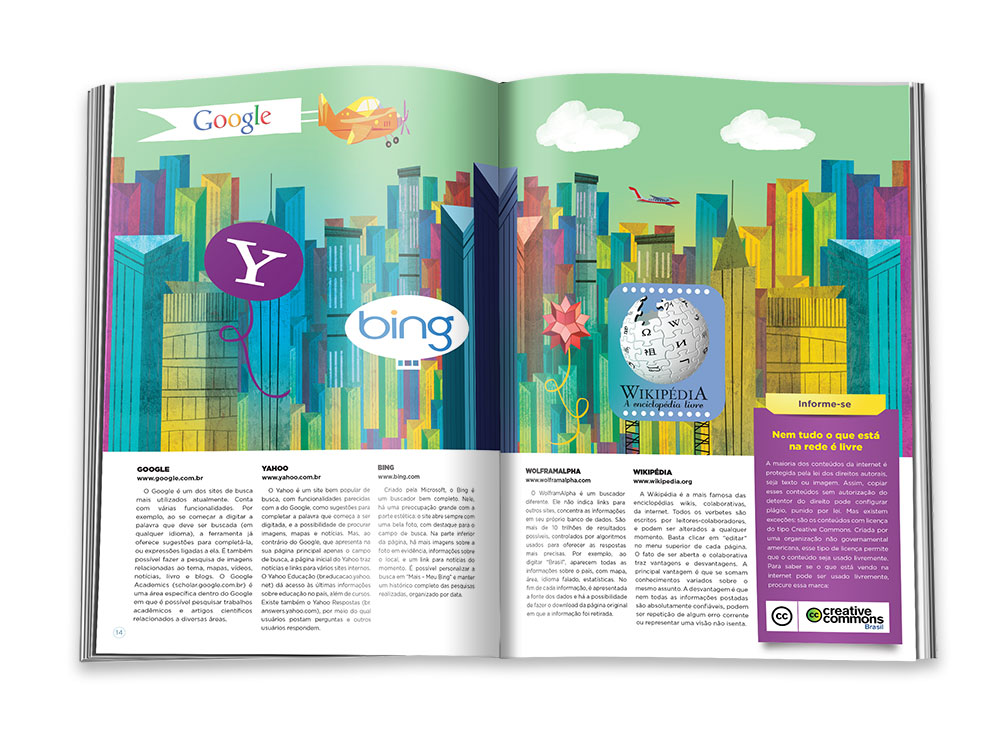 Google
Y
bing
WIKIPÉDIA
A enciclopédia livre
GOOGLE
www.google.com.br
O Google é um dos sites de busca
mais utilizados atualmente. Conta
com várias funcionalidades. Por
exemplo, ao se começar a digitar a
palavra que deve ser buscada (em
qualquer idioma), a ferramenta já
oferece sugestões para completá-la,
ou expressões ligadas a ela. É também
possível fazer a pesquisa de imagens
relacionadas ao tema, mapas, vídeos,
notícias, livro e blogs. O Google
Academics (scholar.google.com.br) é
uma área específica dentro do Google
em que é possível pesquisar trabalhos
acadêmicos e artigos científicos
relacionados a diversas áreas.
14
YAHOO
www.yahoo.com.br
O Yahoo é um site bem popular de
busca, com funcionalidades parecidas
com a do Google, como sugestões para
completar a palavra que começa a ser
digitada, e a possibilidade de procurar
imagens, mapas e notícias. Mas, ao
contrário do Google, que apresenta na
sua página principal apenas o campo
de busca, a página inicial do Yahoo traz
notícias e links para vários sites internos.
O Yahoo Educação (br.educacao.yahoo.
net) dá acesso às últimas informações
sobre educação no país, além de cursos.
Existe também o Yahoo Respostas (br.
answers.yahoo.com), por meio do qual
usuários postam perguntas e outros
usuários respondem.
BING
www.bing.com
Criado pela Microsoft, o Bing é
um buscador bem completo. Nele,
há uma preocupação grande com a
parte estética: o site abre sempre com
uma bela foto, com destaque para o
campo de busca. Na parte inferior
da página, há mais imagens sobre a
foto em evidência, informações sobre
o local, e um link para notícias do
momento. É possível personalizar a
busca em "Mais - Meu Bing" e manter
um histórico completo das pesquisas
realizadas, organizado por data.
WOLFRAMALPHA
www.wolframalpha.com
O WolframAlpha é um buscador
diferente. Ele não indica links para
outros sites, concentra as informações
em seu próprio banco de dados. São
mais de 10 trilhões de resultados
possíveis, controlados por algoritmos
usados para oferecer as respostas
mais precisas. Por exemplo, ao
digitar "Brasil", aparecem todas as
informações sobre o país, com mapa,
área, idioma falado, estatísticas. No
fim de cada informação, é apresentada
a fonte dos dados e há a possibilidade
de fazer o download da página original
em que a informação foi retirada.
WIKIPÉDIA
www.wikipedia.org
A Wikipédia é a mais famosa das
enciclopédias wikis, colaborativas,
da internet. Todos os verbetes são
escritos por leitores-colaboradores,
e podem ser alterados a qualquer
momento. Basta clicar em "editar"
no menu superior de cada página.
O fato de ser aberta e colaborativa
traz vantagens e desvantagens. A
principal vantagem é que se somam
conhecimentos variados sobre o
mesmo assunto. A desvantagem é que
nem todas as informações postadas
são absolutamente confiáveis, podem
ser repetição de algum erro corrente
ou representar uma visão não isenta.
Informe-se
Nem tudo o que está
na rede é livre
A maioria dos conteúdos da internet é
protegida pela lei dos direitos autorais,
seja texto ou imagem. Assim, copiar
esses conteúdos sem autorização do
detentor do direito pode configurar
plágio, punido por lei. Mas existem
exceções: são os conteúdos com licença
do tipo Creative Commons. Criada por
uma organização não governamental
americana, esse tipo de licença permite
que o conteúdo seja usado livremente.
Para saber se o que está vendo na
internet pode ser usado livremente,
procure essa marca:
cc
cc creative
commons
Brasil